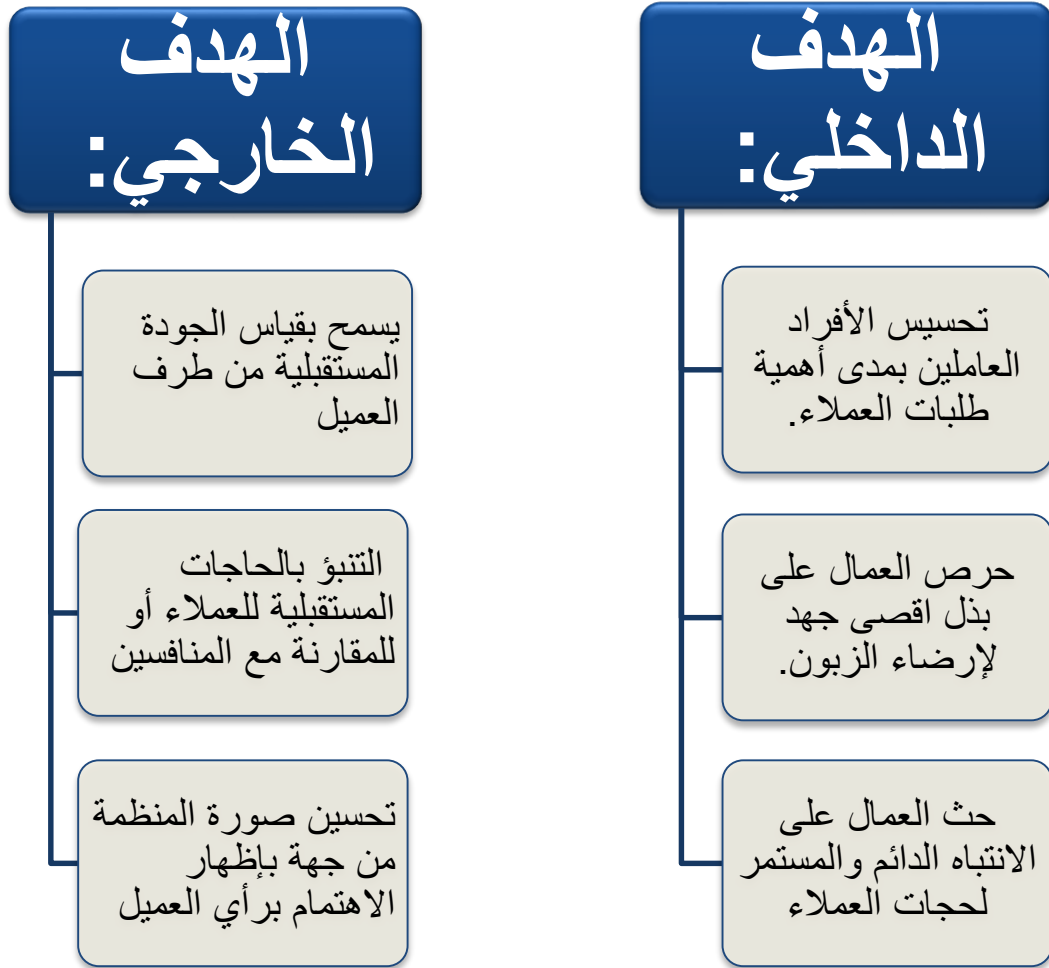 الهدف
الداخلي:
تحسيس الأفراد
العاملين بمدى أهمية
طلبات العملاء.
حرص العمال على
بذل اقصى جهد
لإرضاء الزبون.
حث العمال على
الانتباه الدائم والمستمر
لحجات العملاء
الهدف
الخارجي:
يسمح بقياس الجودة
المستقبلية من طرف
العميل
التنبؤ بالحاجات
المستقبلية للعملاء أو
للمقارنة مع المنافسين
تحسين صورة المنظمة
من جهة بإظهار
الاهتمام برأي العميل